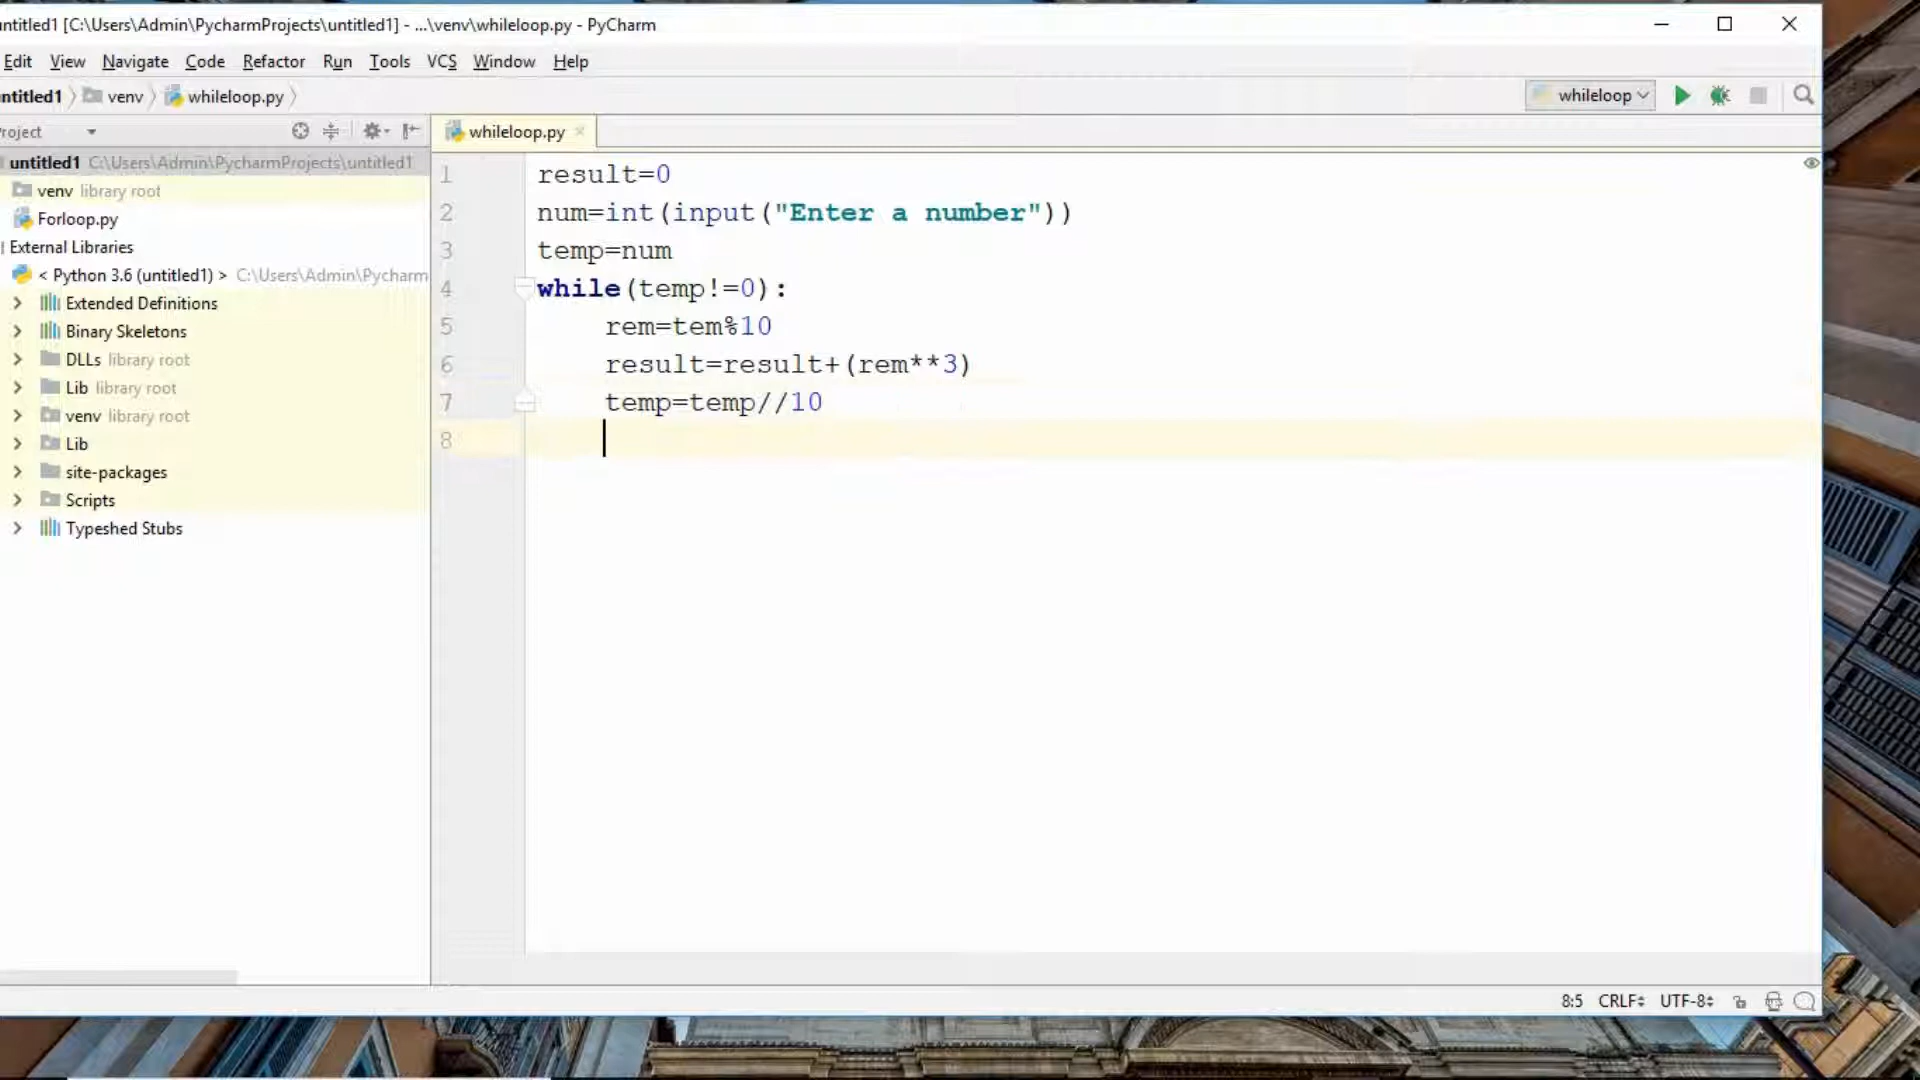 ntitled1 [C:\Users\Admin\PycharmProjects\untitled1] - ...\venv\whileloop.py - PyCharm
Edit View Navigate Code Refactor Run Tools VCS Window Help
ntitled1 venv whileloop.py whileloop
roject whileloop.py
untitled1 C:\Users\Admin\PycharmProjects\untitled1
venv library root
Forloop.py
External Libraries
< Python 3.6 (untitled1) > C:\Users\Admin\Pycharm
Extended Definitions
Binary Skeletons
DLLs library root
Lib library root
venv library root
Lib
site-packages
Scripts
Typeshed Stubs
1 result=0
2 num=int(input("Enter a number"))
3 temp=num
4 while(temp!=0):
5 rem=tem%10
6 result=result+(rem**3)
7 temp=temp//10
8
8:5 CRLF UTF-8